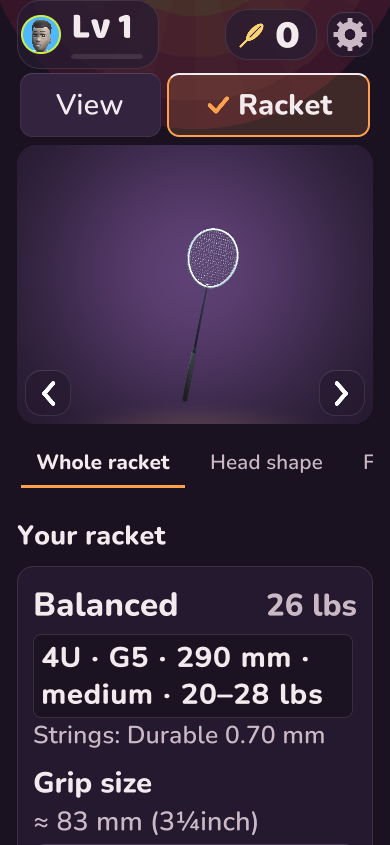 Lv 1
0
View
Racket
Whole racket
Head shape
F
Your racket
Balanced
26 lbs
4U · G5 · 290 mm ·
medium · 20–28 lbs
Strings: Durable 0.70 mm
Grip size
≈ 83 mm (3¼inch)